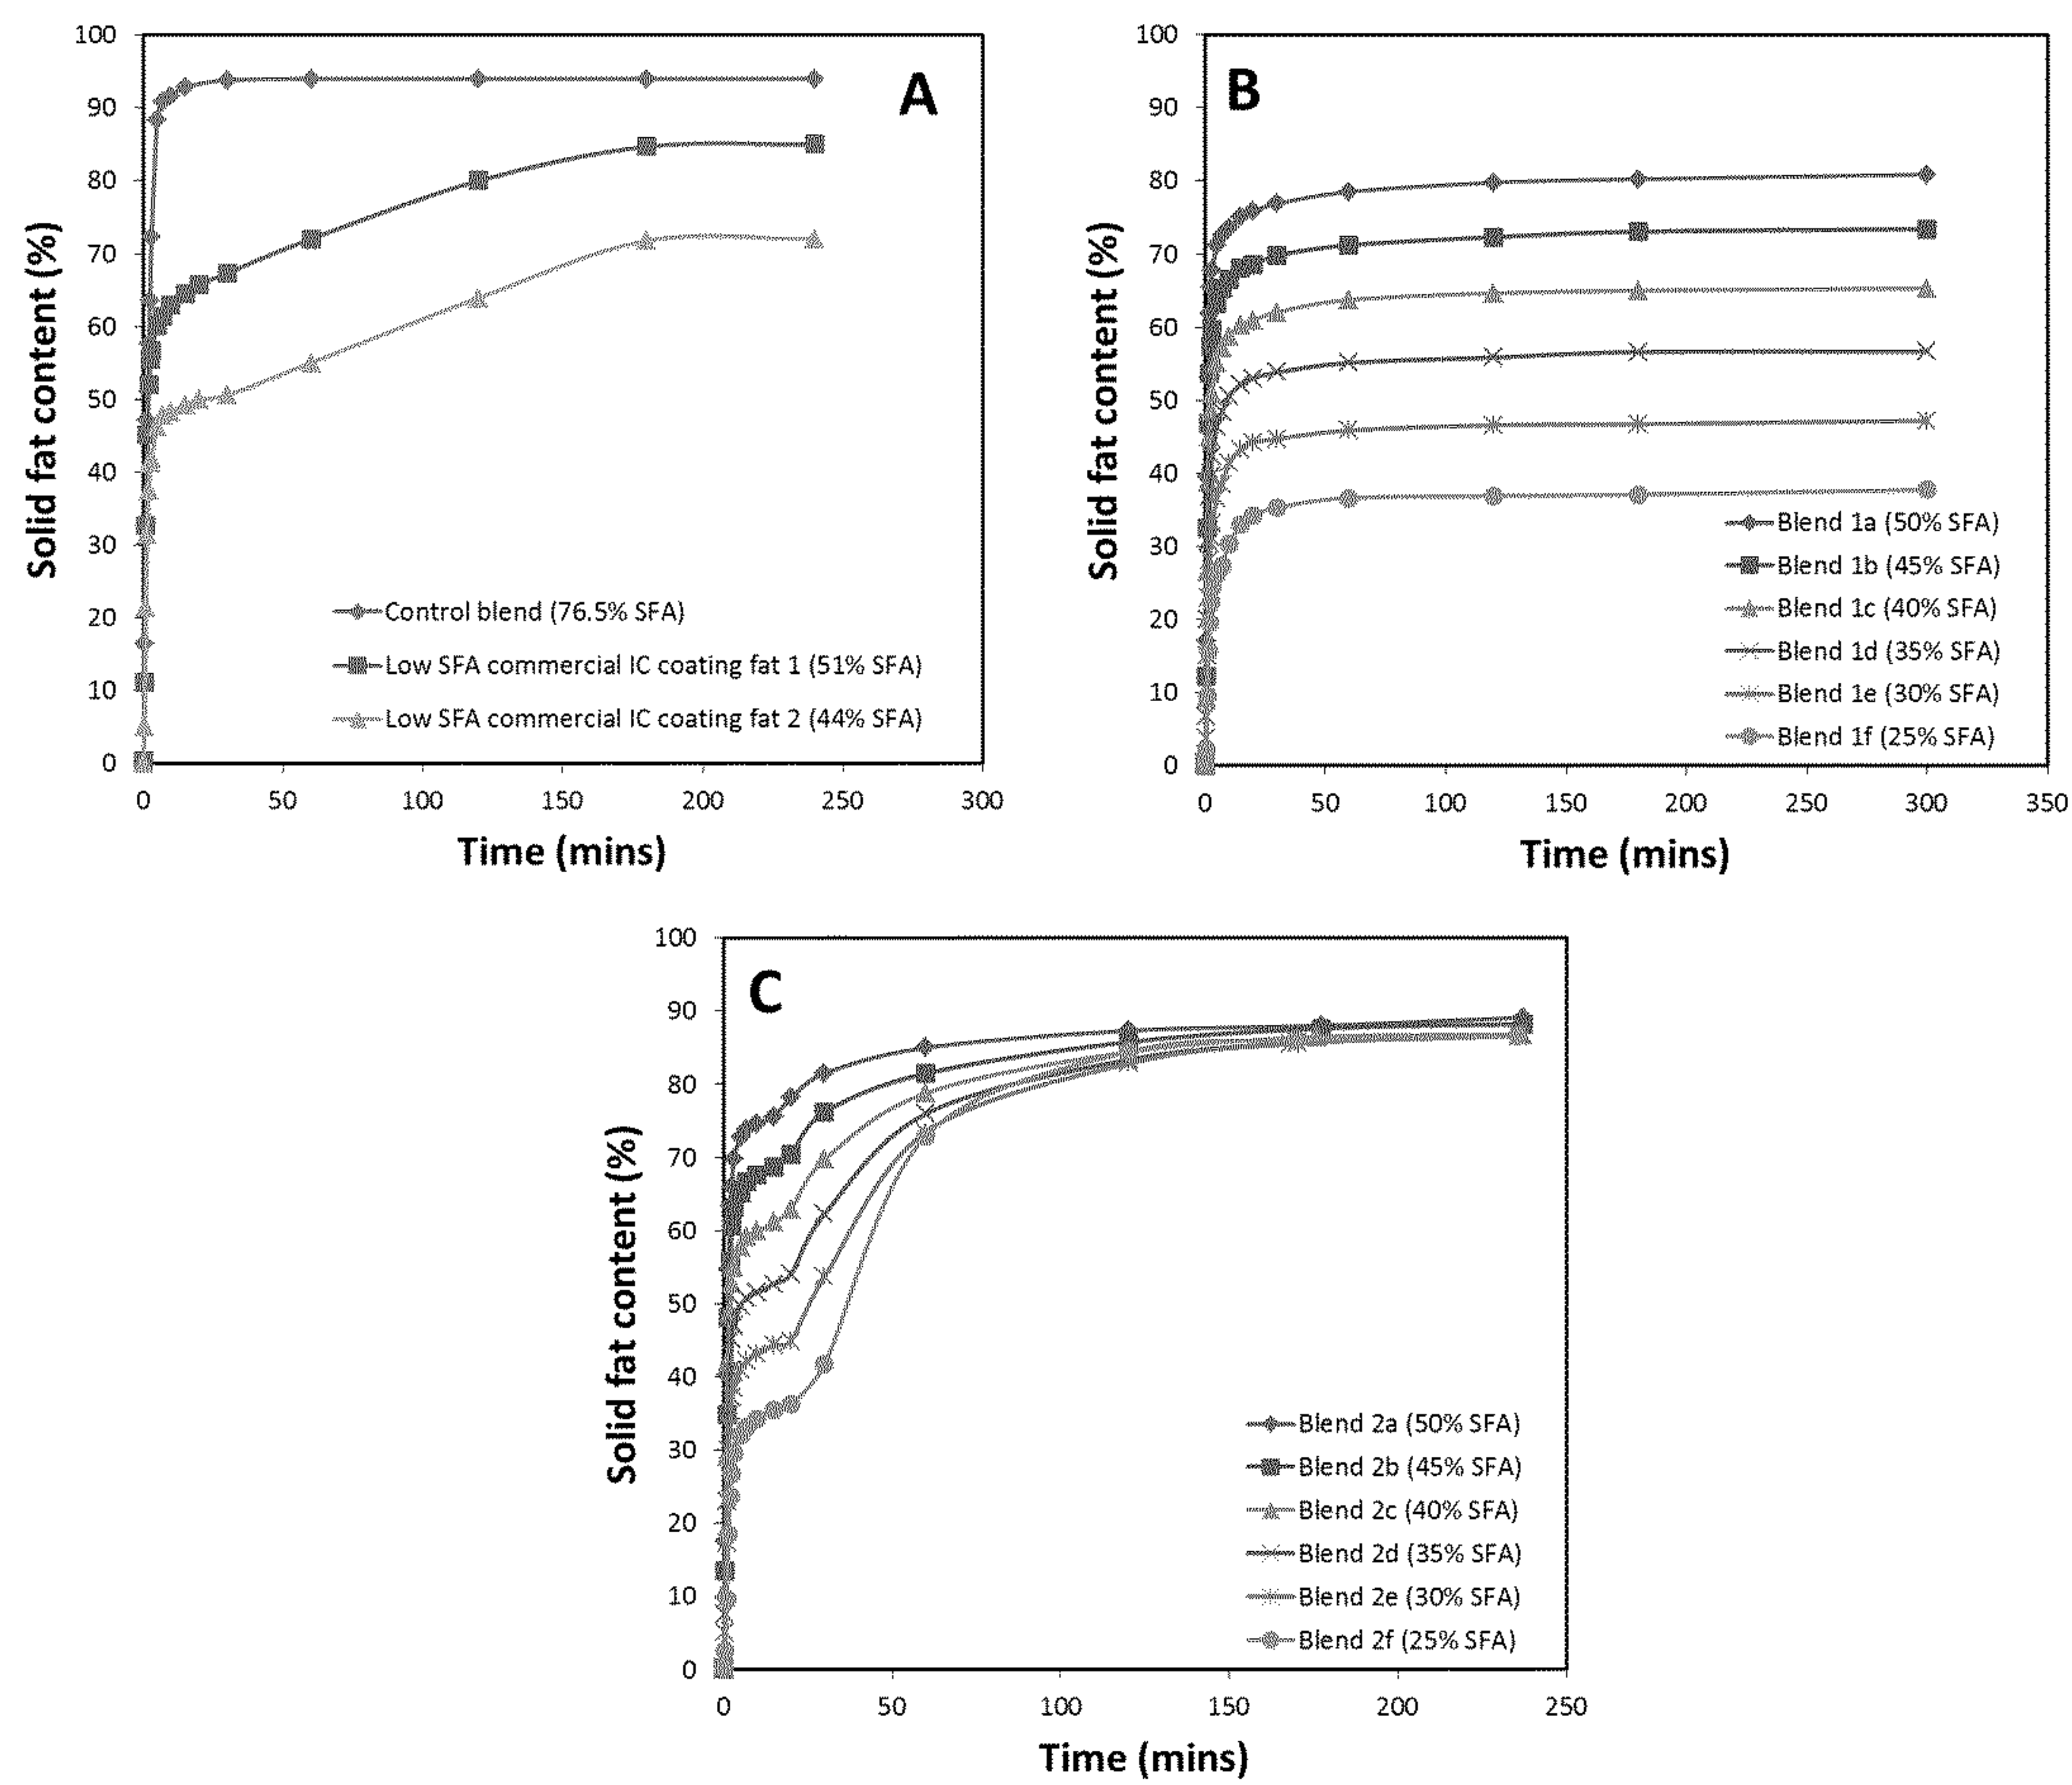 A
Solid fat content (%)
100
90
80
70
60
50
40
30
20
10
0
0 50 100 150 200 250 300
Time (mins)
Control blend (76.5% SFA)
Low SFA commercial IC coating fat 1 (51% SFA)
Low SFA commercial IC coating fat 2 (44% SFA)
B
Solid fat content (%)
100
90
80
70
60
50
40
30
20
10
0
0 50 100 150 200 250 300 350
Time (mins)
Blend 1a (50% SFA)
Blend 1b (45% SFA)
Blend 1c (40% SFA)
Blend 1d (35% SFA)
Blend 1e (30% SFA)
Blend 1f (25% SFA)
C
Solid fat content (%)
100
90
80
70
60
50
40
30
20
10
0
0 50 100 150 200 250
Time (mins)
Blend 2a (50% SFA)
Blend 2b (45% SFA)
Blend 2c (40% SFA)
Blend 2d (35% SFA)
Blend 2e (30% SFA)
Blend 2f (25% SFA)